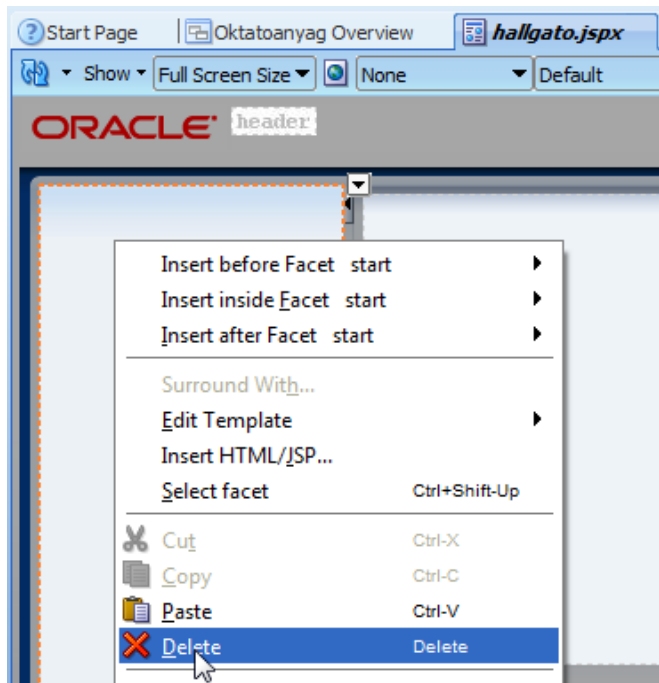 Start Page Oktatoanyag Overview hallgato.jspx
Show Full Screen Size None Default
ORACLE header
Insert before Facet start
Insert inside Facet start
Insert after Facet start
Surround With...
Edit Template
Insert HTML/JSP...
Select facet Ctrl+Shift-Up
Cut Ctrl-X
Copy Ctrl-C
Paste Ctrl-V
Delete Delete